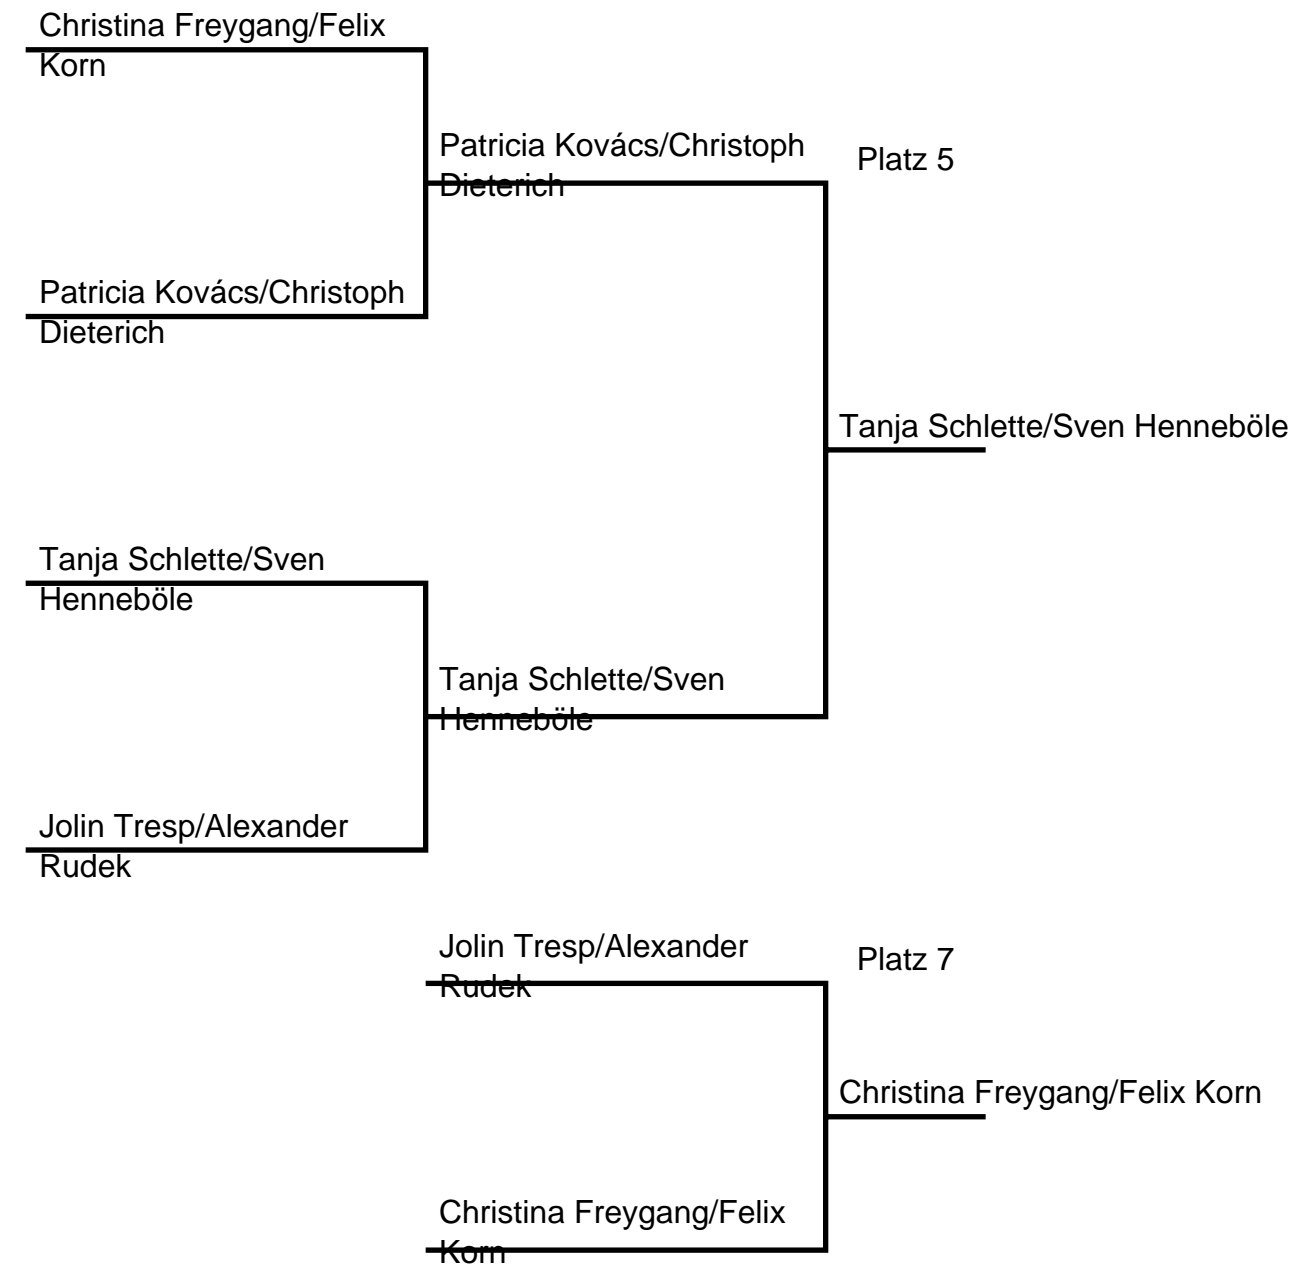 Christina Freygang/Felix
Korn
Patricia Kovács/Christoph
Dieterich
Platz 5
Patricia Kovács/Christoph
Dieterich
Tanja Schlette/Sven Henneböle
Tanja Schlette/Sven
Henneböle
Tanja Schlette/Sven
Henneböle
Jolin Tresp/Alexander
Rudek
Jolin Tresp/Alexander
Rudek
Platz 7
Christina Freygang/Felix Korn
Christina Freygang/Felix
Korn